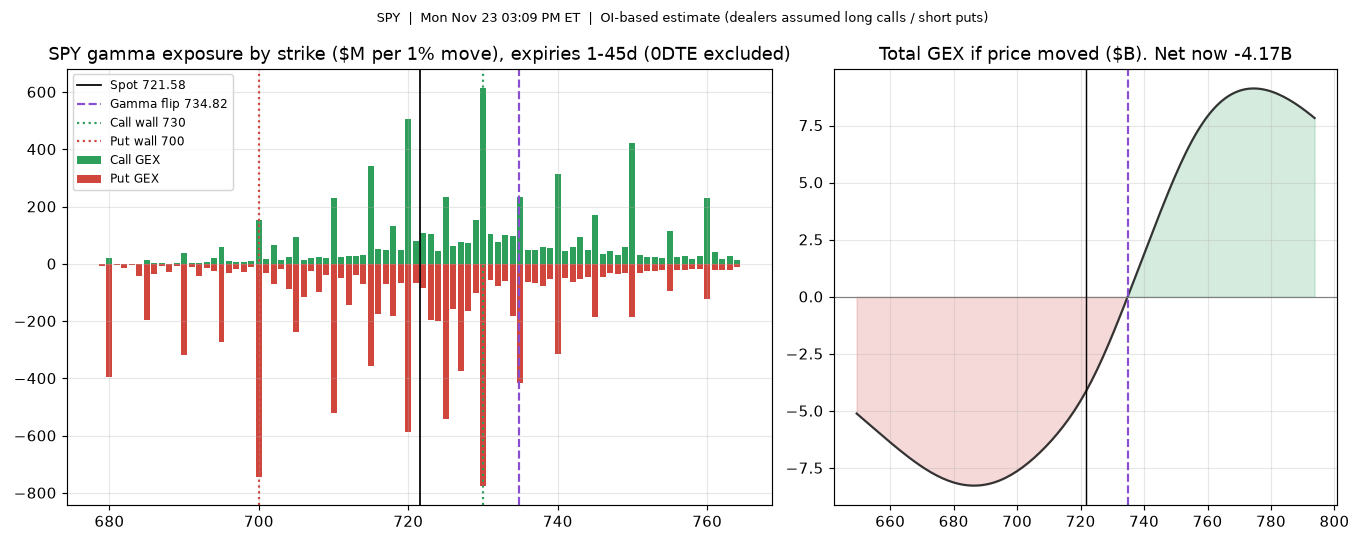 SPY | Mon Nov 23 03:09 PM ET | OI-based estimate (dealers assumed long calls / short puts)
SPY gamma exposure by strike ($M per 1% move), expiries 1-45d (0DTE excluded)
Spot 721.58
Gamma flip 734.82
Call wall 730
Put wall 700
Call GEX
Put GEX
600
400
200
0
−200
−400
−600
−800
680 700 720 740 760
Total GEX if price moved ($B). Net now -4.17B
7.5
5.0
2.5
0.0
−2.5
−5.0
−7.5
660 680 700 720 740 760 780 800